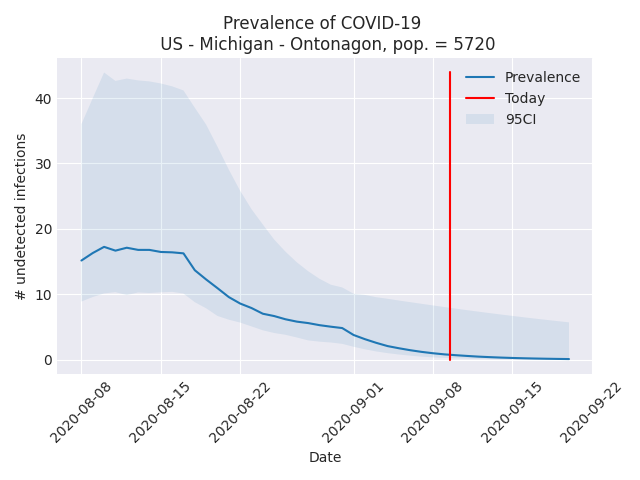 Prevalence of COVID-19
US - Michigan - Ontonagon, pop. = 5720
Prevalence
Today
95CI
# undetected infections
40
30
20
10
0
2020-08-08
2020-08-15
2020-08-22
2020-09-01
2020-09-08
2020-09-15
2020-09-22
Date